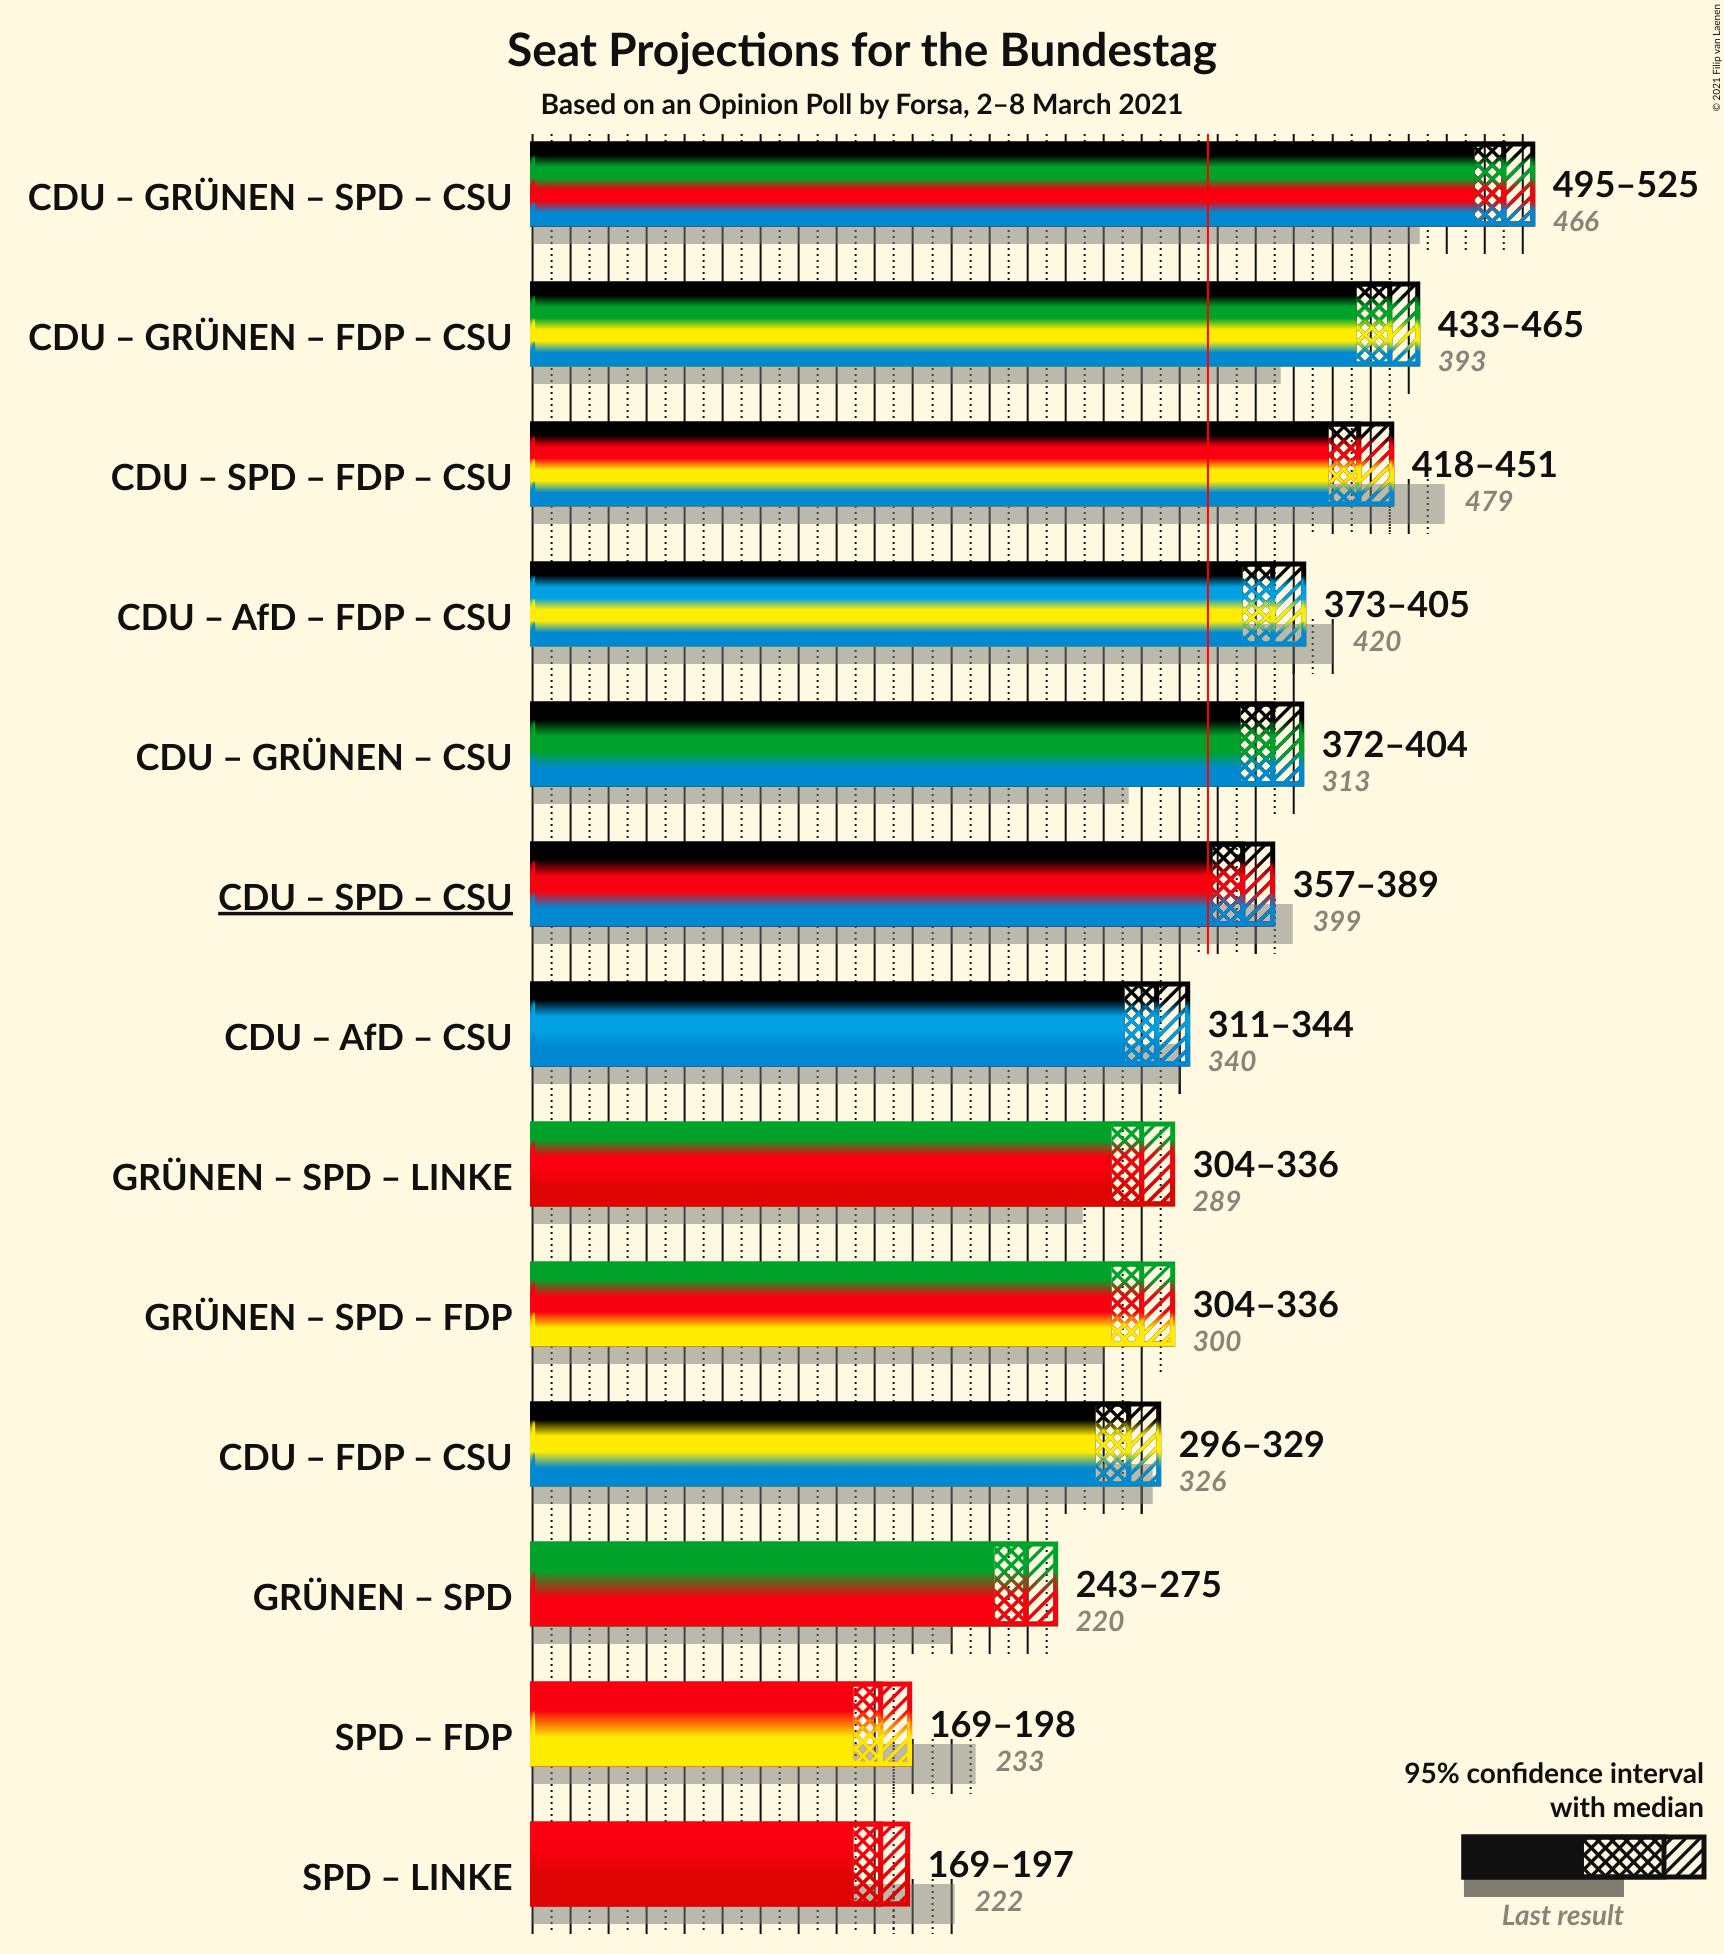 Seat Projections for the Bundestag
Based on an Opinion Poll by Forsa, 2–8 March 2021
© 2021 Filip van Laenen
CDU – GRÜNEN – SPD – CSU
495–525
466
CDU – GRÜNEN – FDP – CSU
433–465
393
CDU – SPD – FDP – CSU
418–451
479
CDU – AfD – FDP – CSU
373–405
420
CDU – GRÜNEN – CSU
372–404
313
CDU – SPD – CSU
357–389
399
CDU – AfD – CSU
311–344
340
GRÜNEN – SPD – LINKE
304–336
289
GRÜNEN – SPD – FDP
304–336
300
CDU – FDP – CSU
296–329
326
GRÜNEN – SPD
243–275
220
SPD – FDP
169–198
233
SPD – LINKE
169–197
222
95% confidence interval
with median
Last result